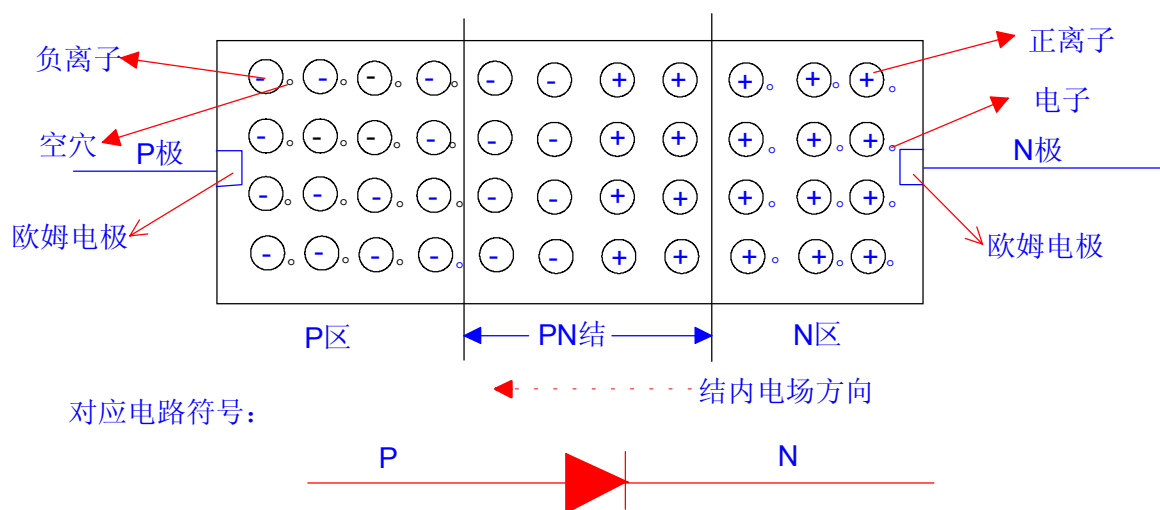 负离子
正离子
- 。 - 。 - 。 - 。 - - + + + 。 + 。 + 。
电子
空穴
- 。 - 。 - 。 - 。 - - + + + 。 + 。 + 。
P极
N极
- 。 - 。 - 。 - 。 - - + + + 。 + 。 + 。
欧姆电极
欧姆电极
- 。 - 。 - 。 - 。 - - + + + 。 + 。 + 。
P区
PN结
N区
结内电场方向
对应电路符号：
P
N